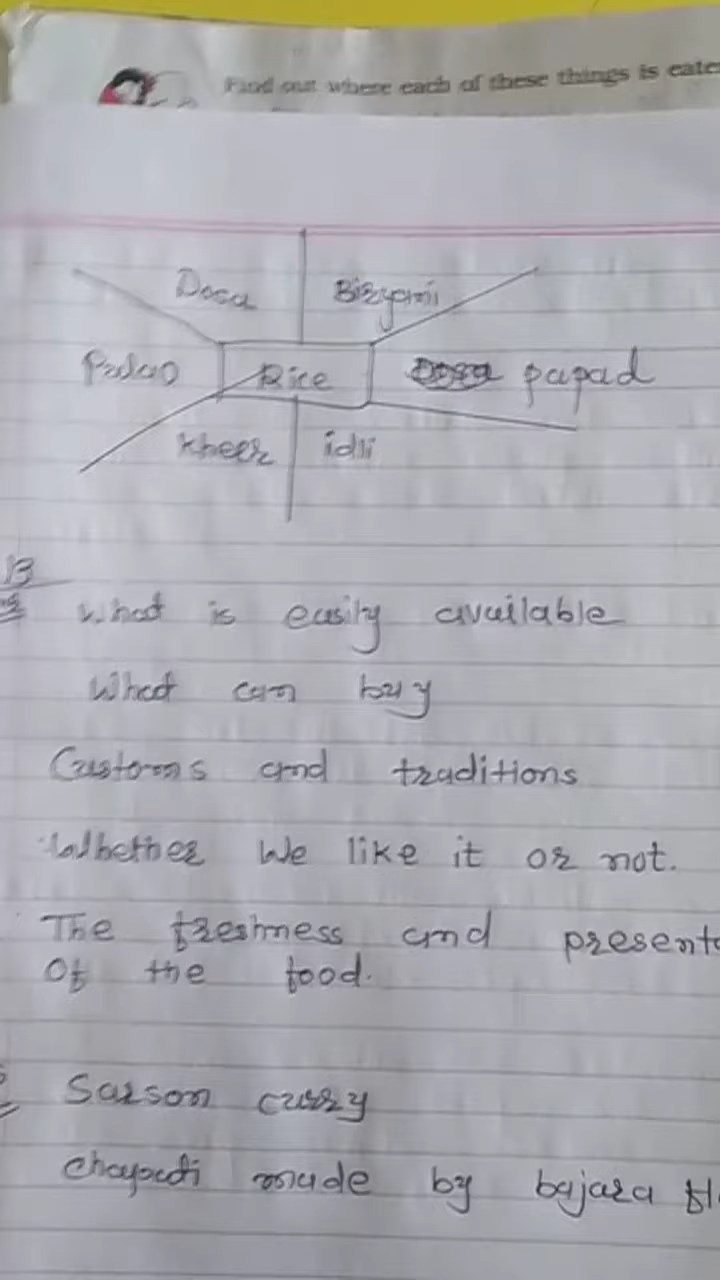 Find out where each of these things is eate
Dosa Biryani
Pulao Rice papad
Kheer idli
13
What is easily available
What can buy
Customs and traditions
Whether We like it or not.
The freshness and present
Of the food.
Sarson curry
chapati made by bajara fl